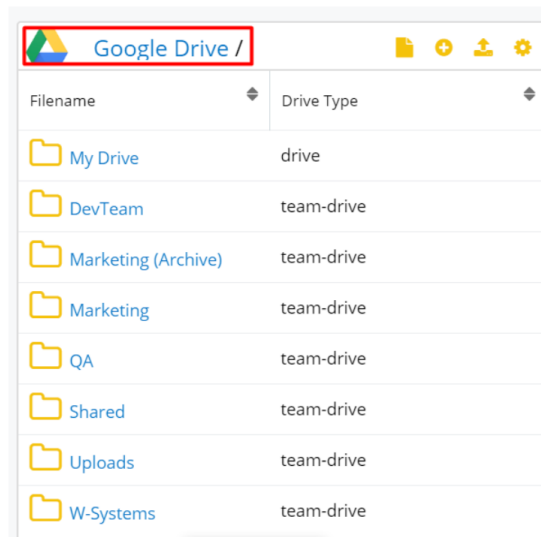 Google Drive /
Filename Drive Type
My Drive drive
DevTeam team-drive
Marketing (Archive) team-drive
Marketing team-drive
QA team-drive
Shared team-drive
Uploads team-drive
W-Systems team-drive